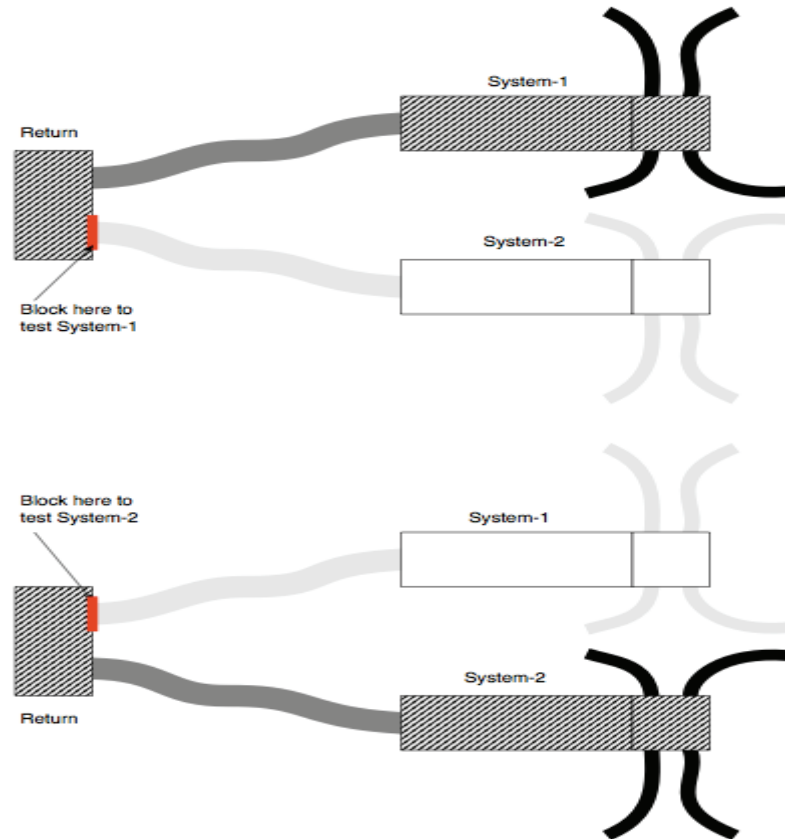 System-1
Return
System-2
Block here to
test System-1
Block here to
test System-2
System-1
System-2
Return